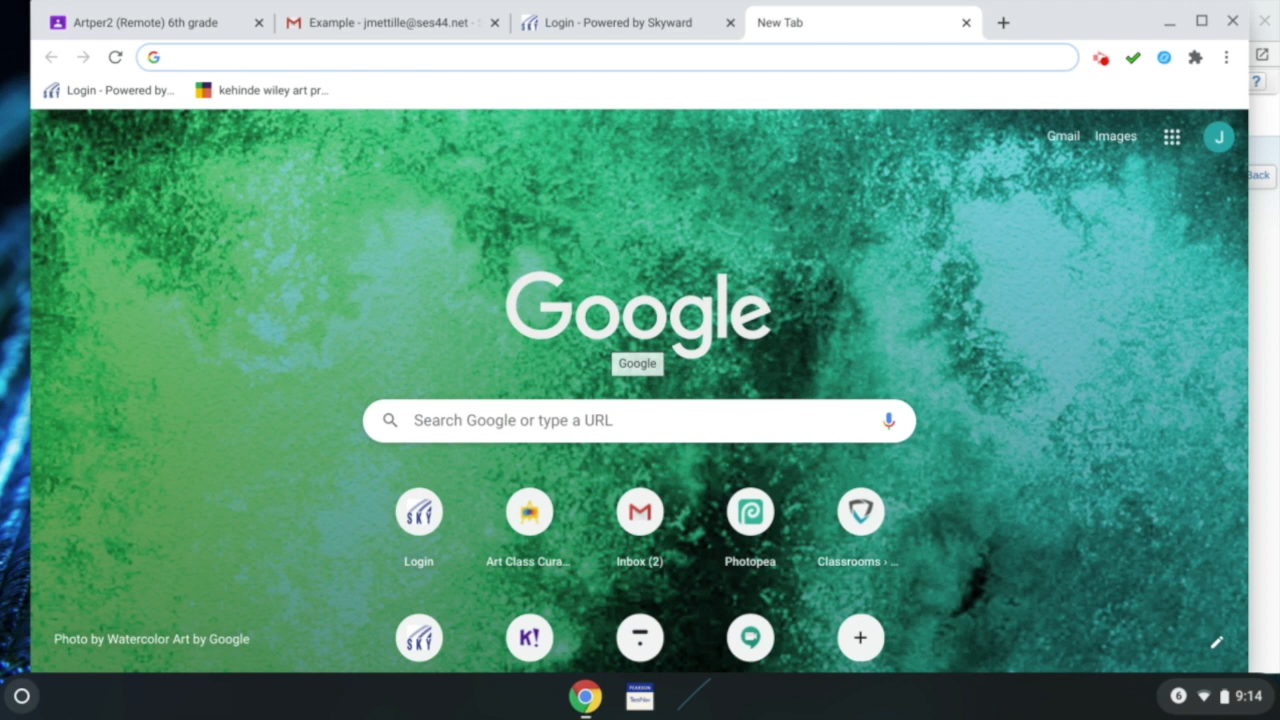 Artper2 (Remote) 6th grade
Example - jmettille@ses44.net -
Login - Powered by Skyward
New Tab
Login - Powered by...
kehinde wiley art pr...
?
Gmail
Images
J
Back
Google
Google
Search Google or type a URL
SKY
Login
Art Class Cura...
Inbox (2)
Photopea
Classrooms › ...
SKY
K!
Photo by Watercolor Art by Google
PEARSON
TestNav
6
9:14